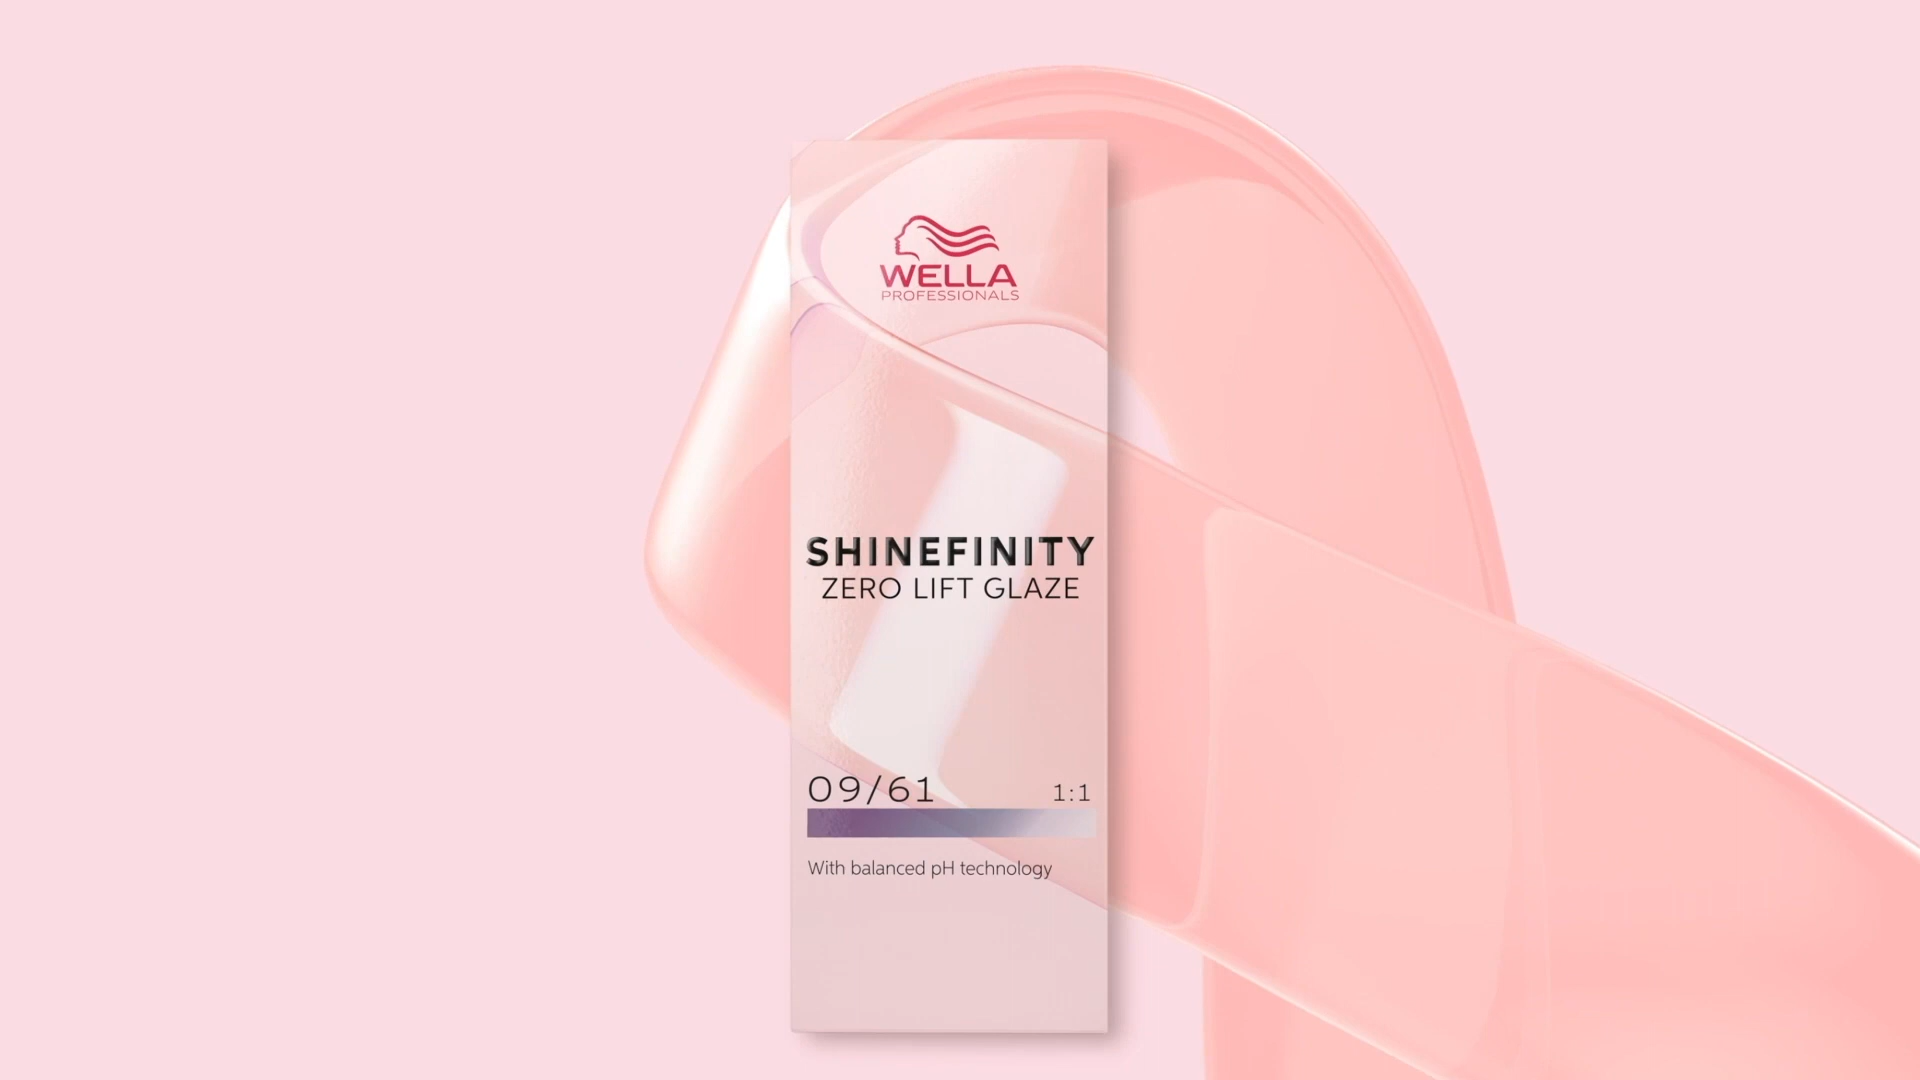 WELLA
PROFESSIONALS
SHINEFINITY
ZERO LIFT GLAZE
09/61 1:1
With balanced pH technology